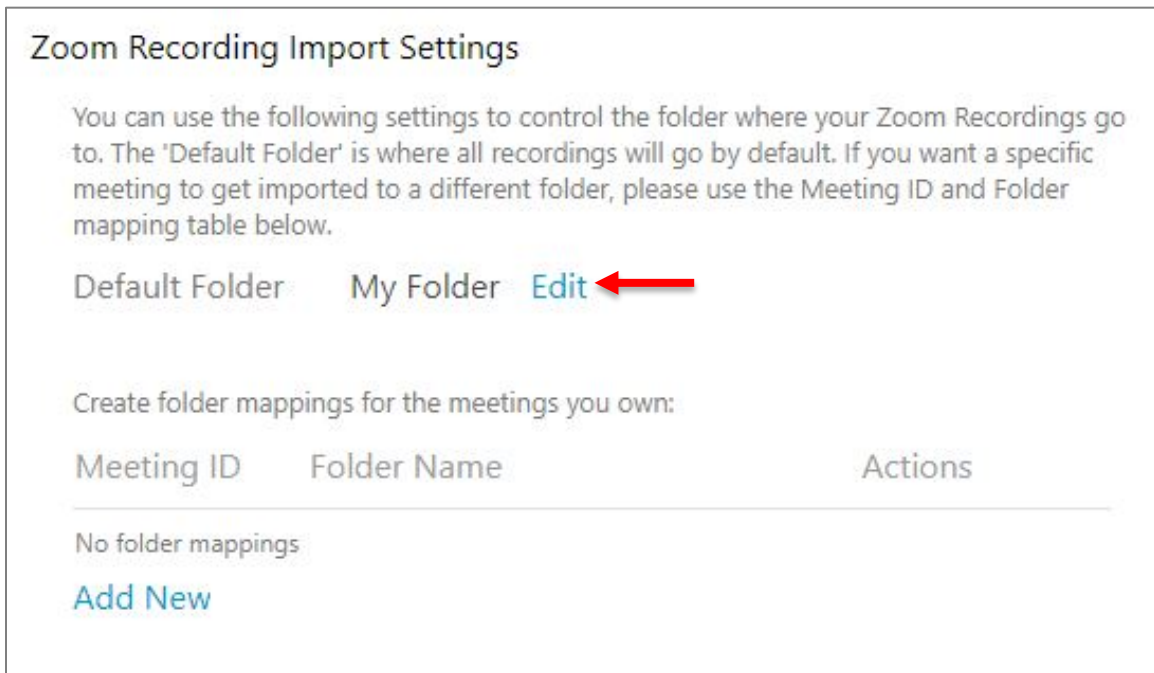 Zoom Recording Import Settings
You can use the following settings to control the folder where your Zoom Recordings go
to. The 'Default Folder' is where all recordings will go by default. If you want a specific
meeting to get imported to a different folder, please use the Meeting ID and Folder
mapping table below.
Default Folder My Folder Edit
Create folder mappings for the meetings you own:
Meeting ID Folder Name Actions
No folder mappings
Add New